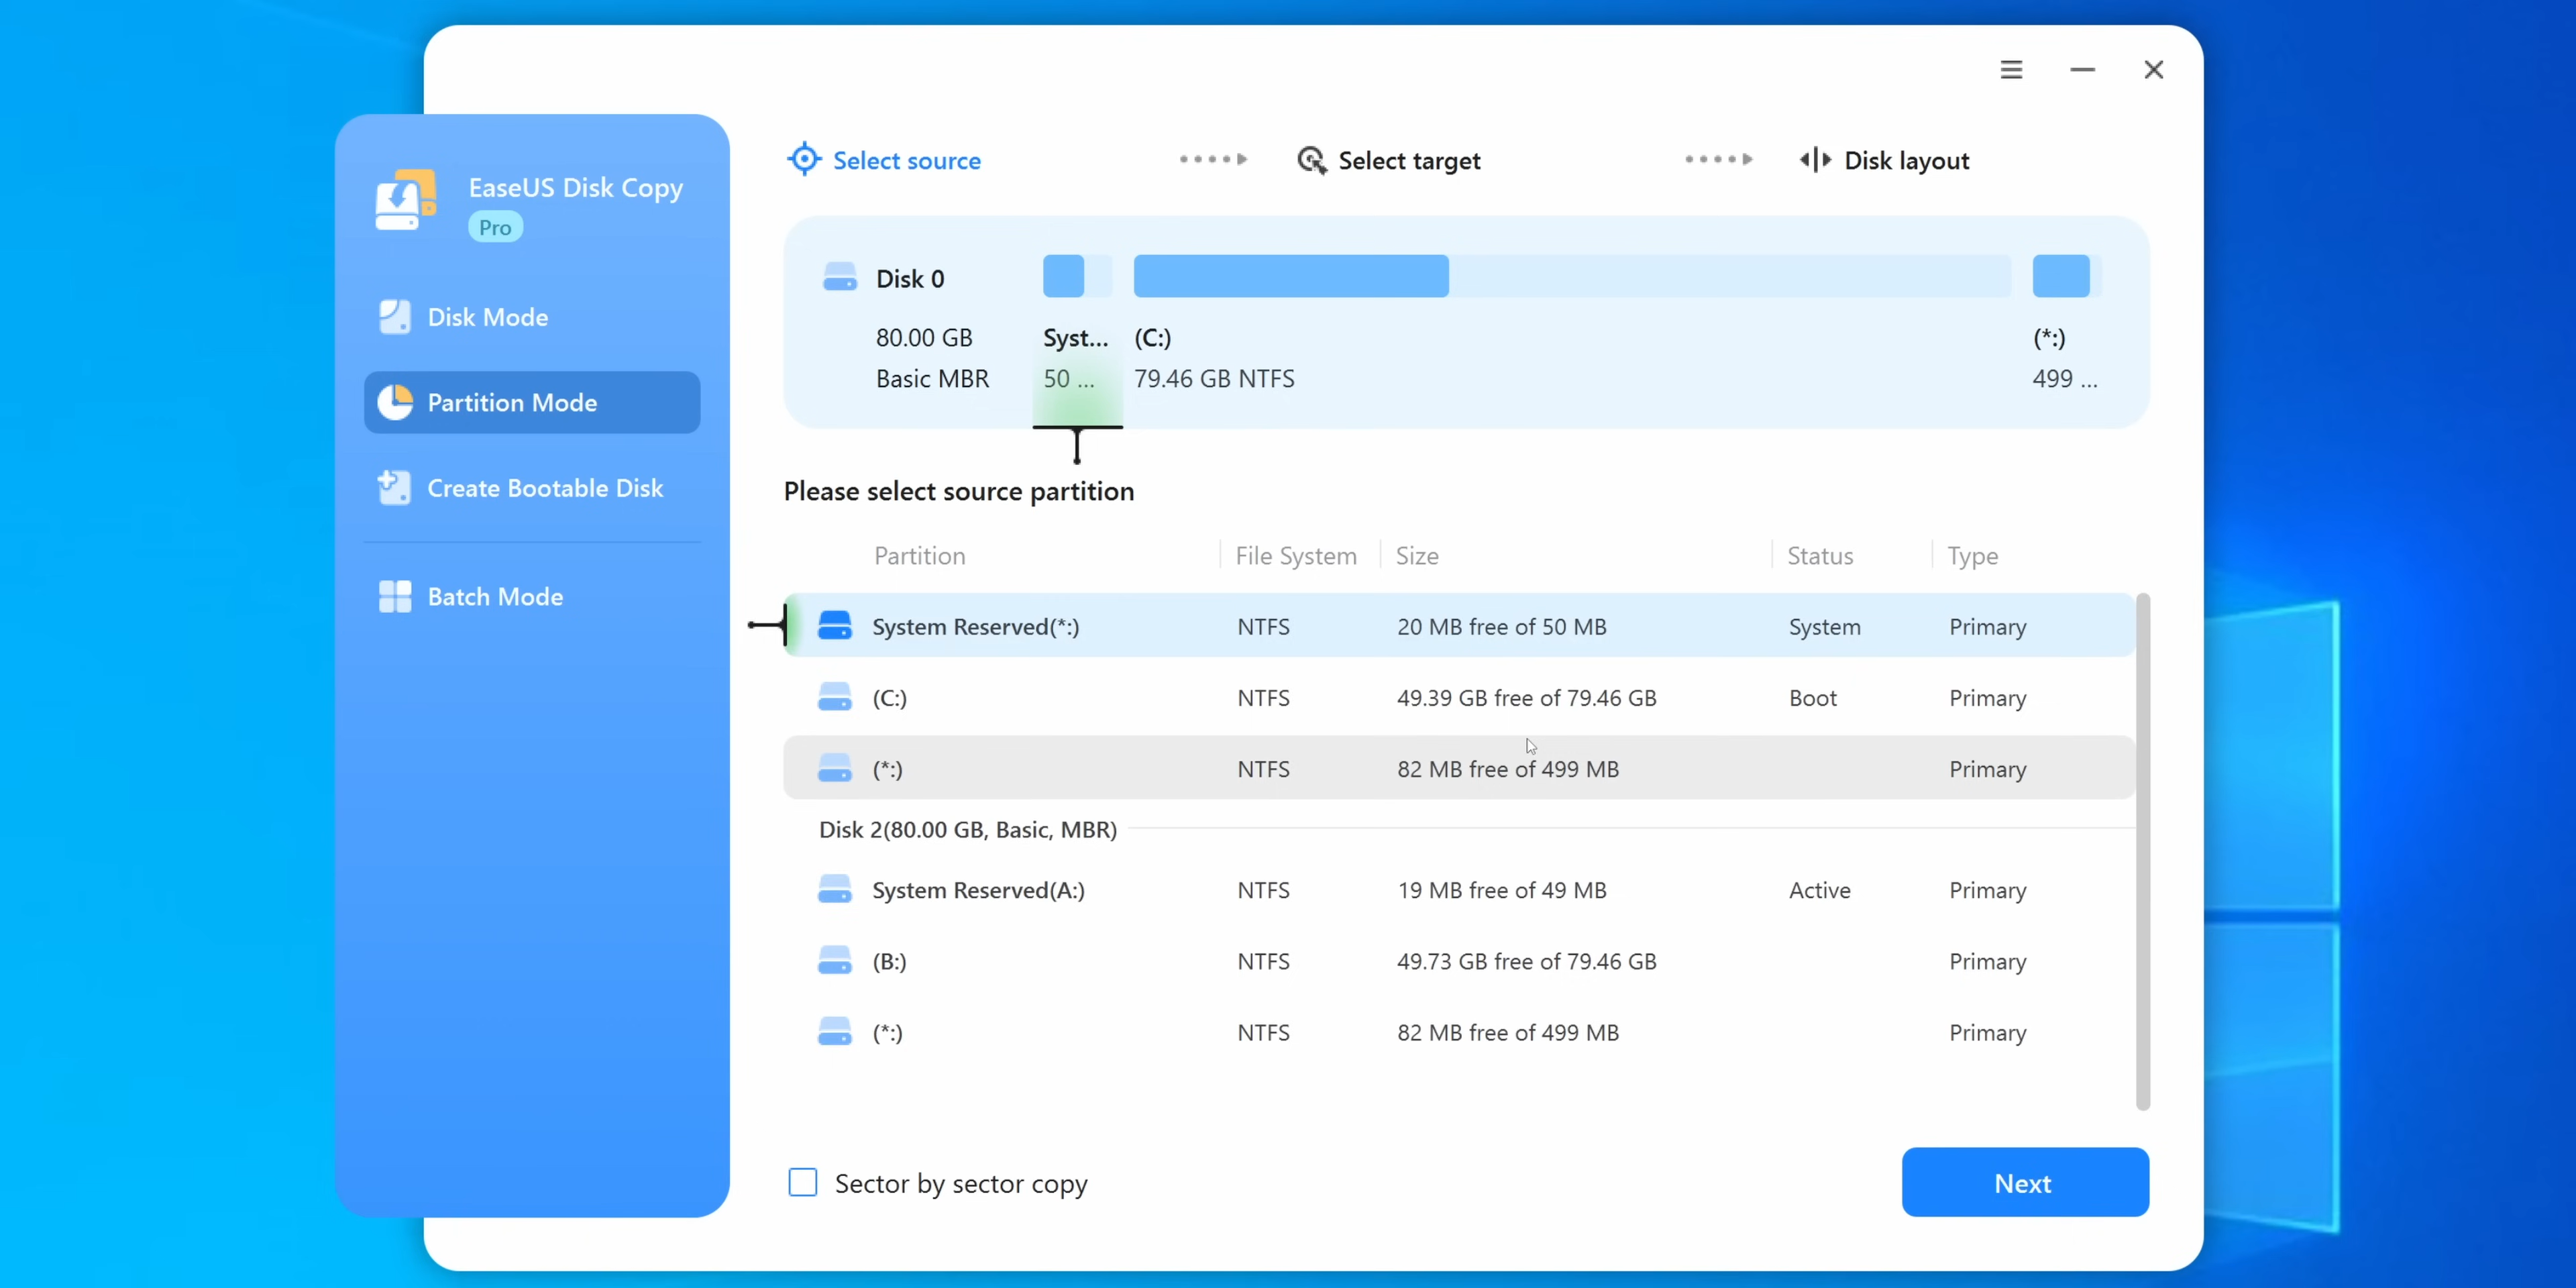 EaseUS Disk Copy
Pro
Disk Mode
Partition Mode
Create Bootable Disk
Batch Mode
Select source
Select target
Disk layout
Disk 0
80.00 GB
Basic MBR
Syst...
50 ...
(C:)
79.46 GB NTFS
(*:)
499 ...
Please select source partition
Partition File System Size Status Type
System Reserved(*:) NTFS 20 MB free of 50 MB System Primary
(C:) NTFS 49.39 GB free of 79.46 GB Boot Primary
(*:) NTFS 82 MB free of 499 MB Primary
Disk 2(80.00 GB, Basic, MBR)
System Reserved(A:) NTFS 19 MB free of 49 MB Active Primary
(B:) NTFS 49.73 GB free of 79.46 GB Primary
(*:) NTFS 82 MB free of 499 MB Primary
Sector by sector copy
Next